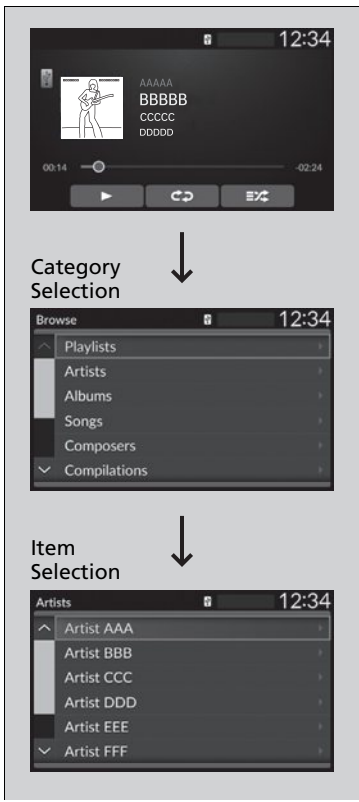 12:34
AAAAA
BBBBB
CCCCC
DDDDD
00:14 -02:24
Category
Selection
Browse 12:34
Playlists
Artists
Albums
Songs
Composers
Compilations
Item
Selection
Artists 12:34
Artist AAA
Artist BBB
Artist CCC
Artist DDD
Artist EEE
Artist FFF